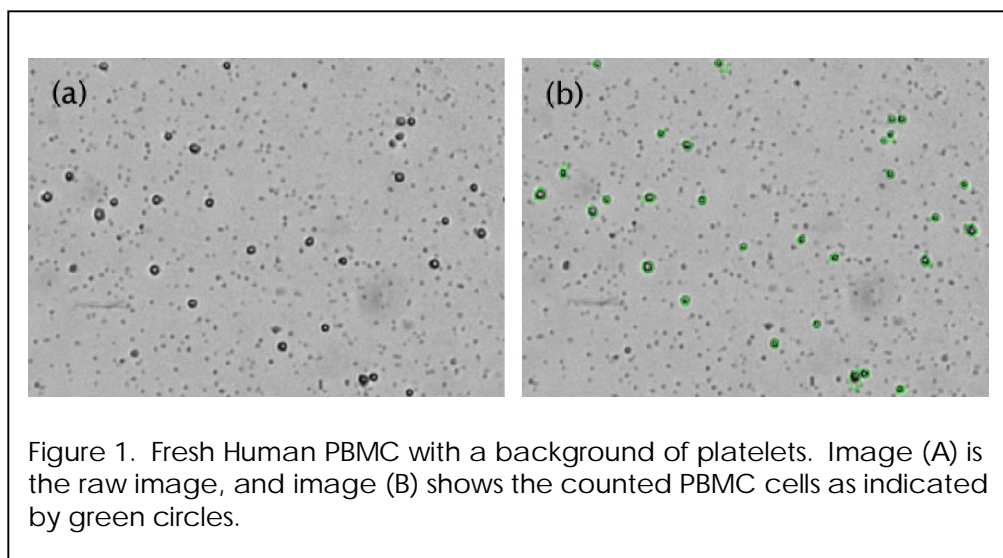 (a)
(b)
Figure 1. Fresh Human PBMC with a background of platelets. Image (A) is
the raw image, and image (B) shows the counted PBMC cells as indicated
by green circles.